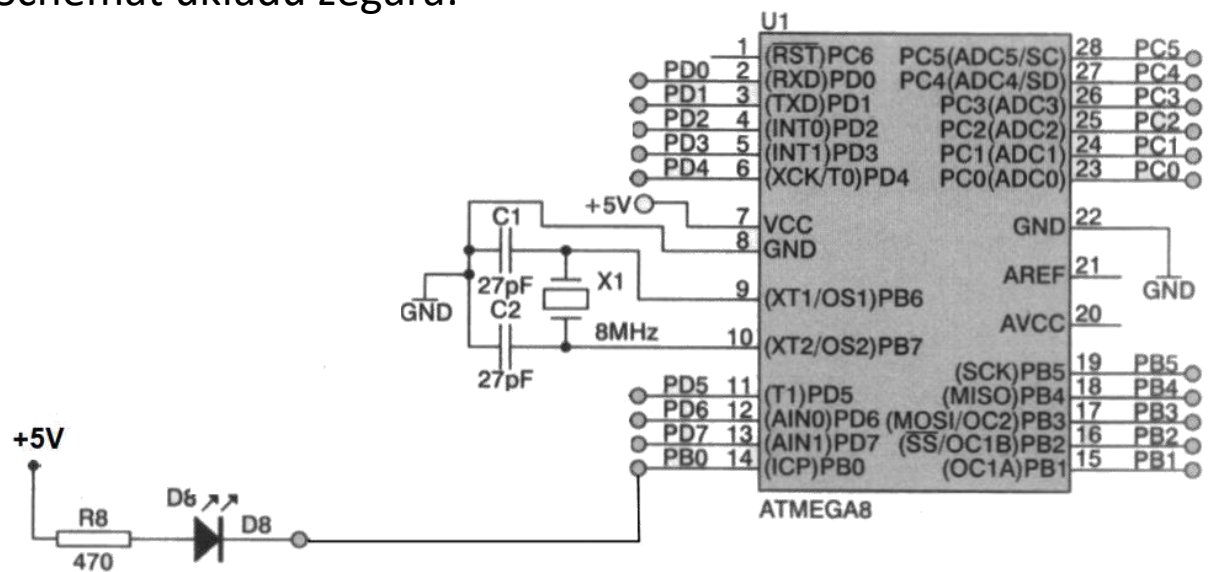 Schemat układu zegara:
U1
1 (RST)PC6 PC5(ADC5/SC) 28 PC5
PD0 2 (RXD)PD0 PC4(ADC4/SD) 27 PC4
PD1 3 (TXD)PD1 PC3(ADC3) 26 PC3
PD2 4 (INT0)PD2 PC2(ADC2) 25 PC2
PD3 5 (INT1)PD3 PC1(ADC1) 24 PC1
PD4 6 (XCK/T0)PD4 PC0(ADC0) 23 PC0
+5V 7 VCC GND 22
C1 8 GND
27pF X1 AREF 21 GND
GND C2 9 (XT1/OS1)PB6
8MHz 10 (XT2/OS2)PB7 AVCC 20
27pF (SCK)PB5 19 PB5
PD5 11 (T1)PD5 (MISO)PB4 18 PB4
PD6 12 (AIN0)PD6 (MOSI/OC2)PB3 17 PB3
PD7 13 (AIN1)PD7 (SS/OC1B)PB2 16 PB2
PB0 14 (ICP)PB0 (OC1A)PB1 15 PB1
ATMEGA8
+5V
R8 D8 D8
470